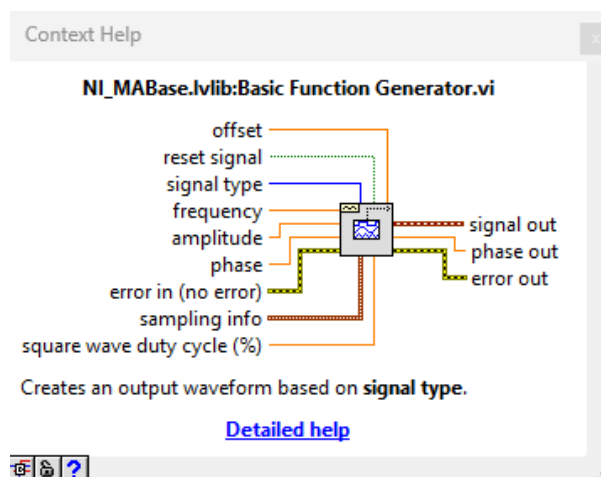 Context Help
x
NI_MABase.lvlib:Basic Function Generator.vi
offset
reset signal
signal type
frequency
amplitude
phase
error in (no error)
sampling info
square wave duty cycle (%)
signal out
phase out
error out
Creates an output waveform based on signal type.
Detailed help
?